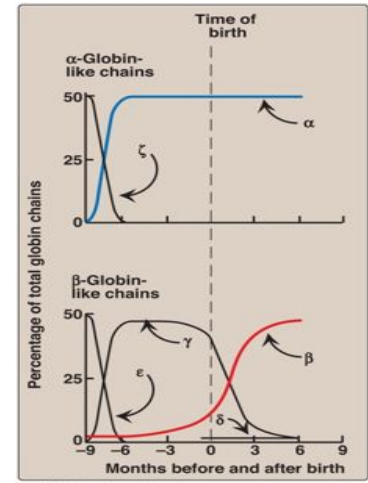 Time of
birth
α-Globin-
like chains
50
25
0
ζ
α
Percentage of total globin chains
β-Globin-
like chains
50
25
0
γ
ε
β
δ
−9 −6 −3 0 3 6 9
Months before and after birth